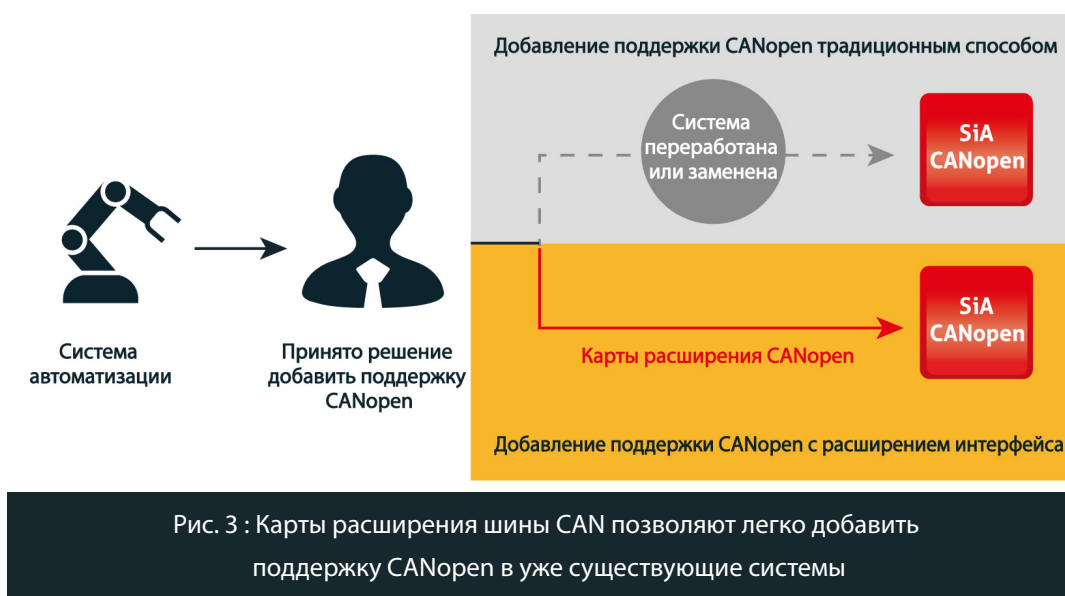 Добавление поддержки CANopen традиционным способом
Система
переработана
или заменена
SiA
CANopen
Система
автоматизации
Принято решение
добавить поддержку
CANopen
Карты расширения CANopen
SiA
CANopen
Добавление поддержки CANopen с расширением интерфейса
Рис. 3 : Карты расширения шины CAN позволяют легко добавить
поддержку CANopen в уже существующие системы